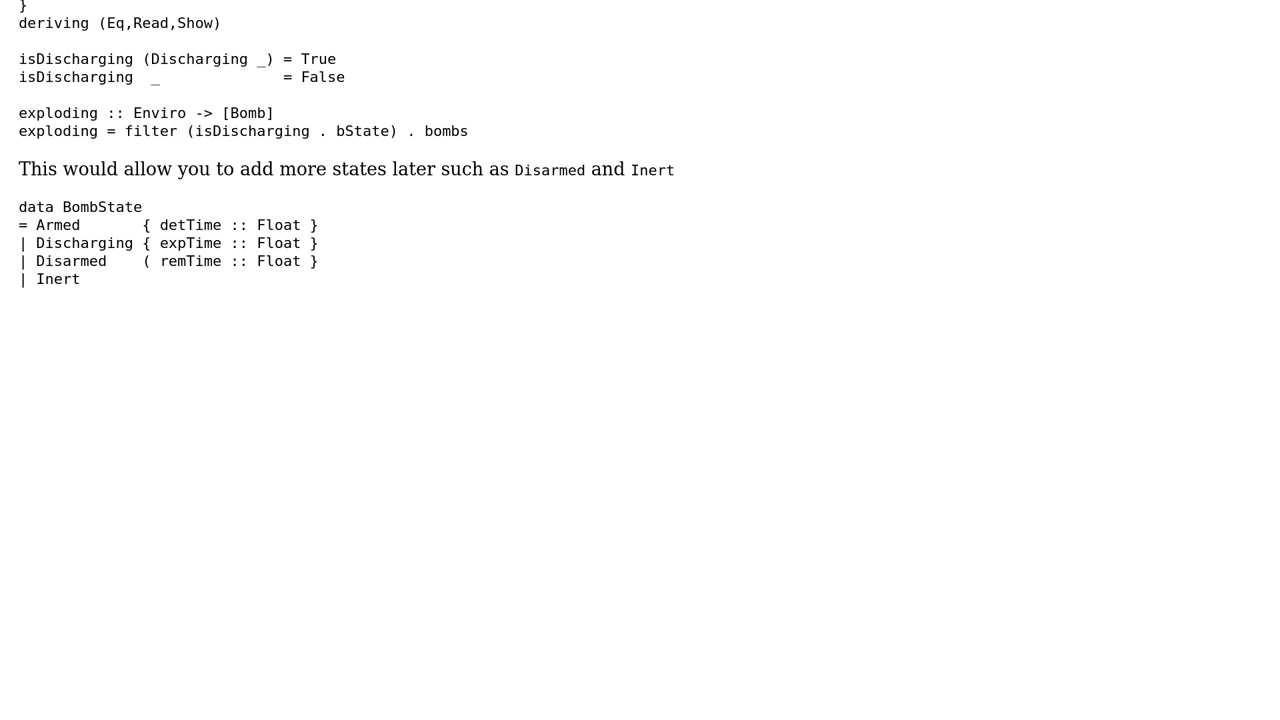 }
deriving (Eq,Read,Show)
isDischarging (Discharging _) = True
isDischarging  _              = False
exploding :: Enviro -> [Bomb]
exploding = filter (isDischarging . bState) . bombs
This would allow you to add more states later such as Disarmed and Inert
data BombState
= Armed       { detTime :: Float }
| Discharging { expTime :: Float }
| Disarmed    ( remTime :: Float }
| Inert